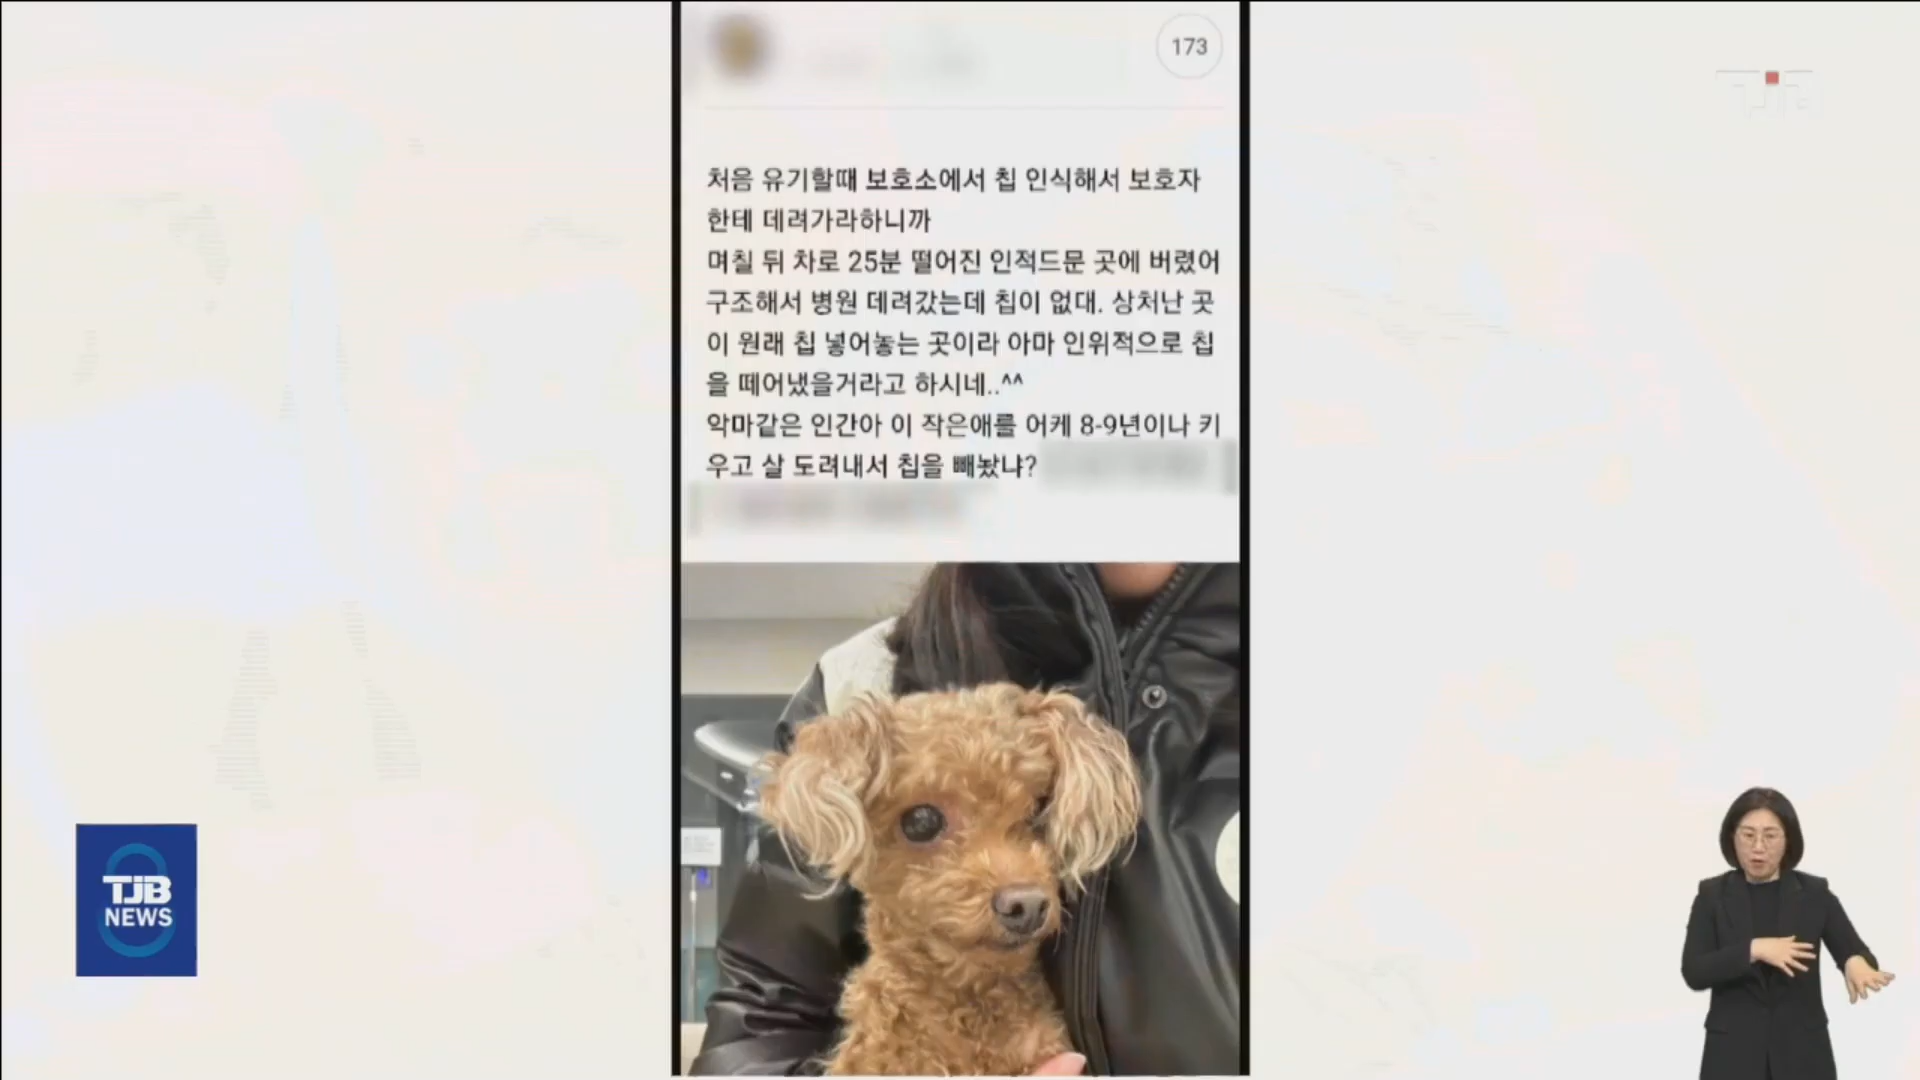 173
TJB
처음 유기할때 보호소에서 칩 인식해서 보호자
한테 데려가라하니까
며칠 뒤 차로 25분 떨어진 인적드문 곳에 버렸어
구조해서 병원 데려갔는데 칩이 없대. 상처난 곳
이 원래 칩 넣어놓는 곳이라 아마 인위적으로 칩
을 떼어냈을거라고 하시네..^^
악마같은 인간아 이 작은애를 어케 8-9년이나 키
우고 살 도려내서 칩을 빼놨냐?
TJB
NEWS